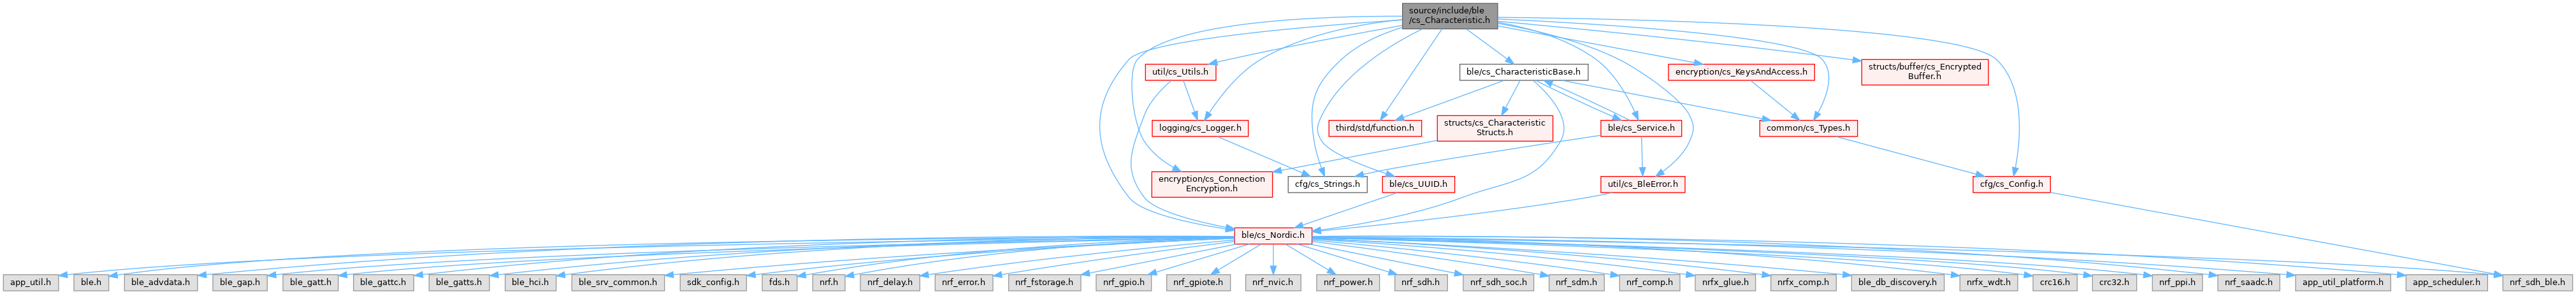 source/include/ble
/cs_Characteristic.h
util/cs_Utils.h
ble/cs_CharacteristicBase.h
encryption/cs_KeysAndAccess.h
structs/buffer/cs_Encrypted
Buffer.h
logging/cs_Logger.h
third/std/function.h
structs/cs_Characteristic
Structs.h
ble/cs_Service.h
common/cs_Types.h
encryption/cs_Connection
Encryption.h
cfg/cs_Strings.h
ble/cs_UUID.h
util/cs_BleError.h
cfg/cs_Config.h
ble/cs_Nordic.h
app_util.h
ble.h
ble_advdata.h
ble_gap.h
ble_gatt.h
ble_gattc.h
ble_gatts.h
ble_hci.h
ble_srv_common.h
sdk_config.h
fds.h
nrf.h
nrf_delay.h
nrf_error.h
nrf_fstorage.h
nrf_gpio.h
nrf_gpiote.h
nrf_nvic.h
nrf_power.h
nrf_sdh.h
nrf_sdh_soc.h
nrf_sdm.h
nrf_comp.h
nrfx_glue.h
nrfx_comp.h
ble_db_discovery.h
nrfx_wdt.h
crc16.h
crc32.h
nrf_ppi.h
nrf_saadc.h
app_util_platform.h
app_scheduler.h
nrf_sdh_ble.h